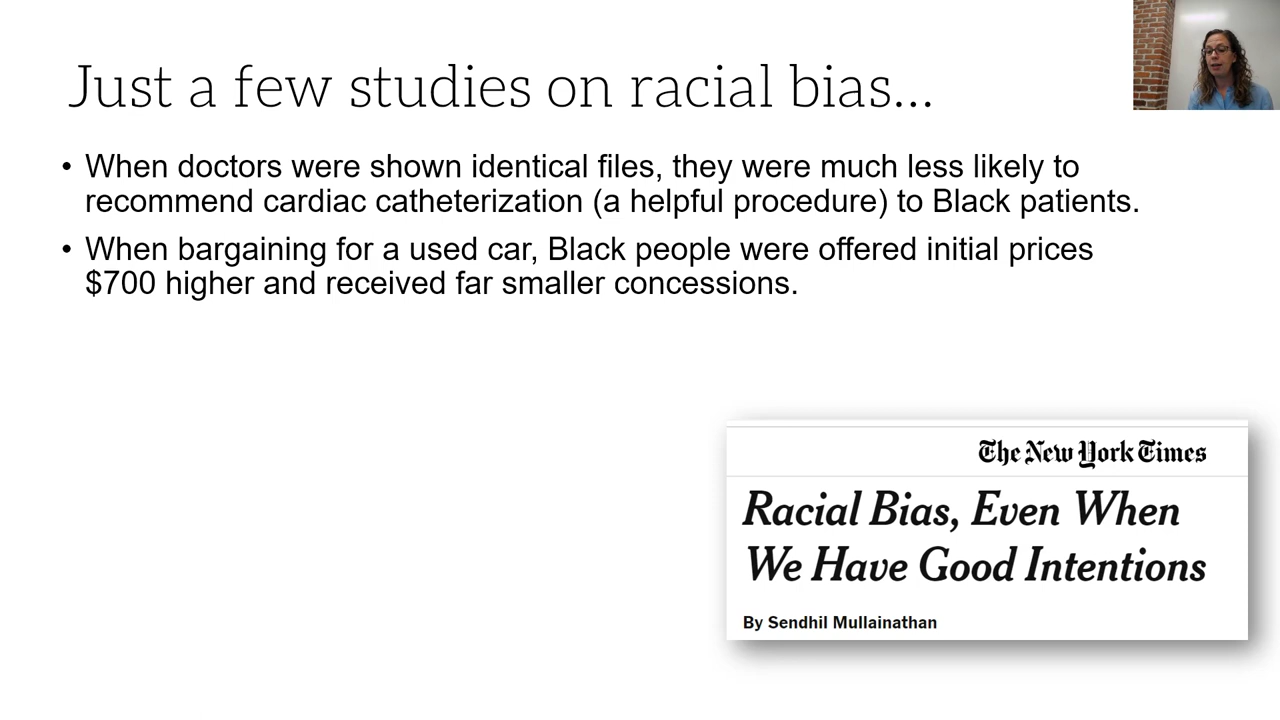 Just a few studies on racial bias...
• When doctors were shown identical files, they were much less likely to
recommend cardiac catheterization (a helpful procedure) to Black patients.
• When bargaining for a used car, Black people were offered initial prices
$700 higher and received far smaller concessions.
The New York Times
Racial Bias, Even When
We Have Good Intentions
By Sendhil Mullainathan